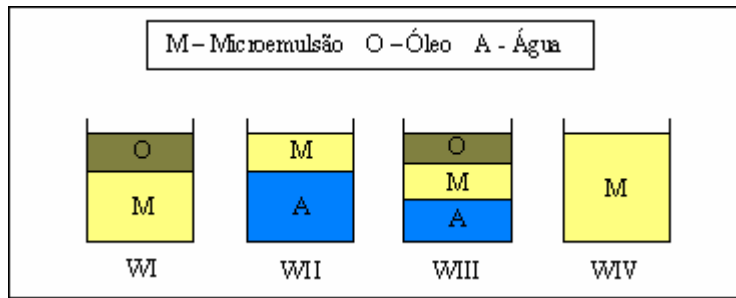 M – Microemulsão O – Óleo A - Água
O M O
M A M M
A
WI WII WIII WIV